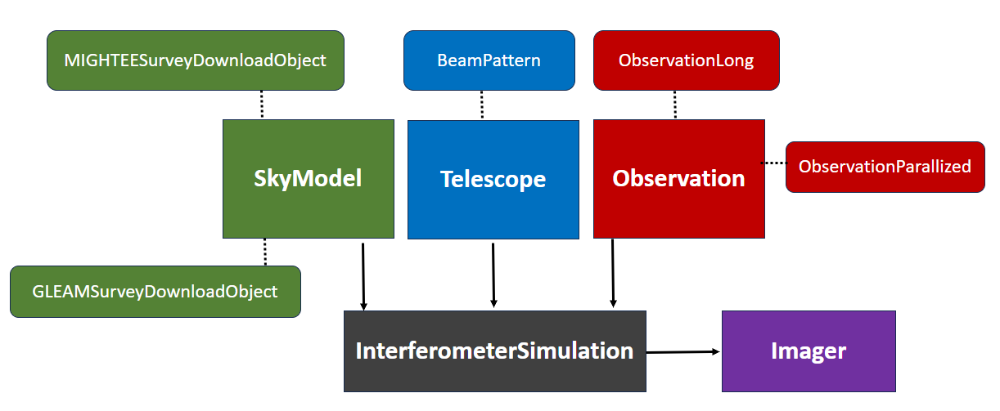 MIGHTEESurveyDownloadObject
BeamPattern
ObservationLong
SkyModel
Telescope
Observation
ObservationParallized
GLEAMSurveyDownloadObject
InterferometerSimulation
Imager